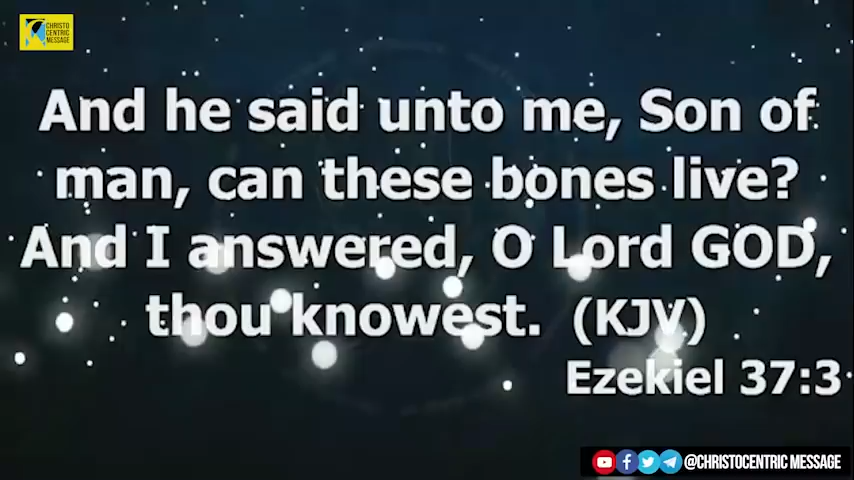 CHRISTO
CENTRIC
MESSAGE
And he said unto me, Son of
man, can these bones live?
And I answered, O Lord GOD,
thou knowest. (KJV)
Ezekiel 37:3
@CHRISTOCENTRIC MESSAGE